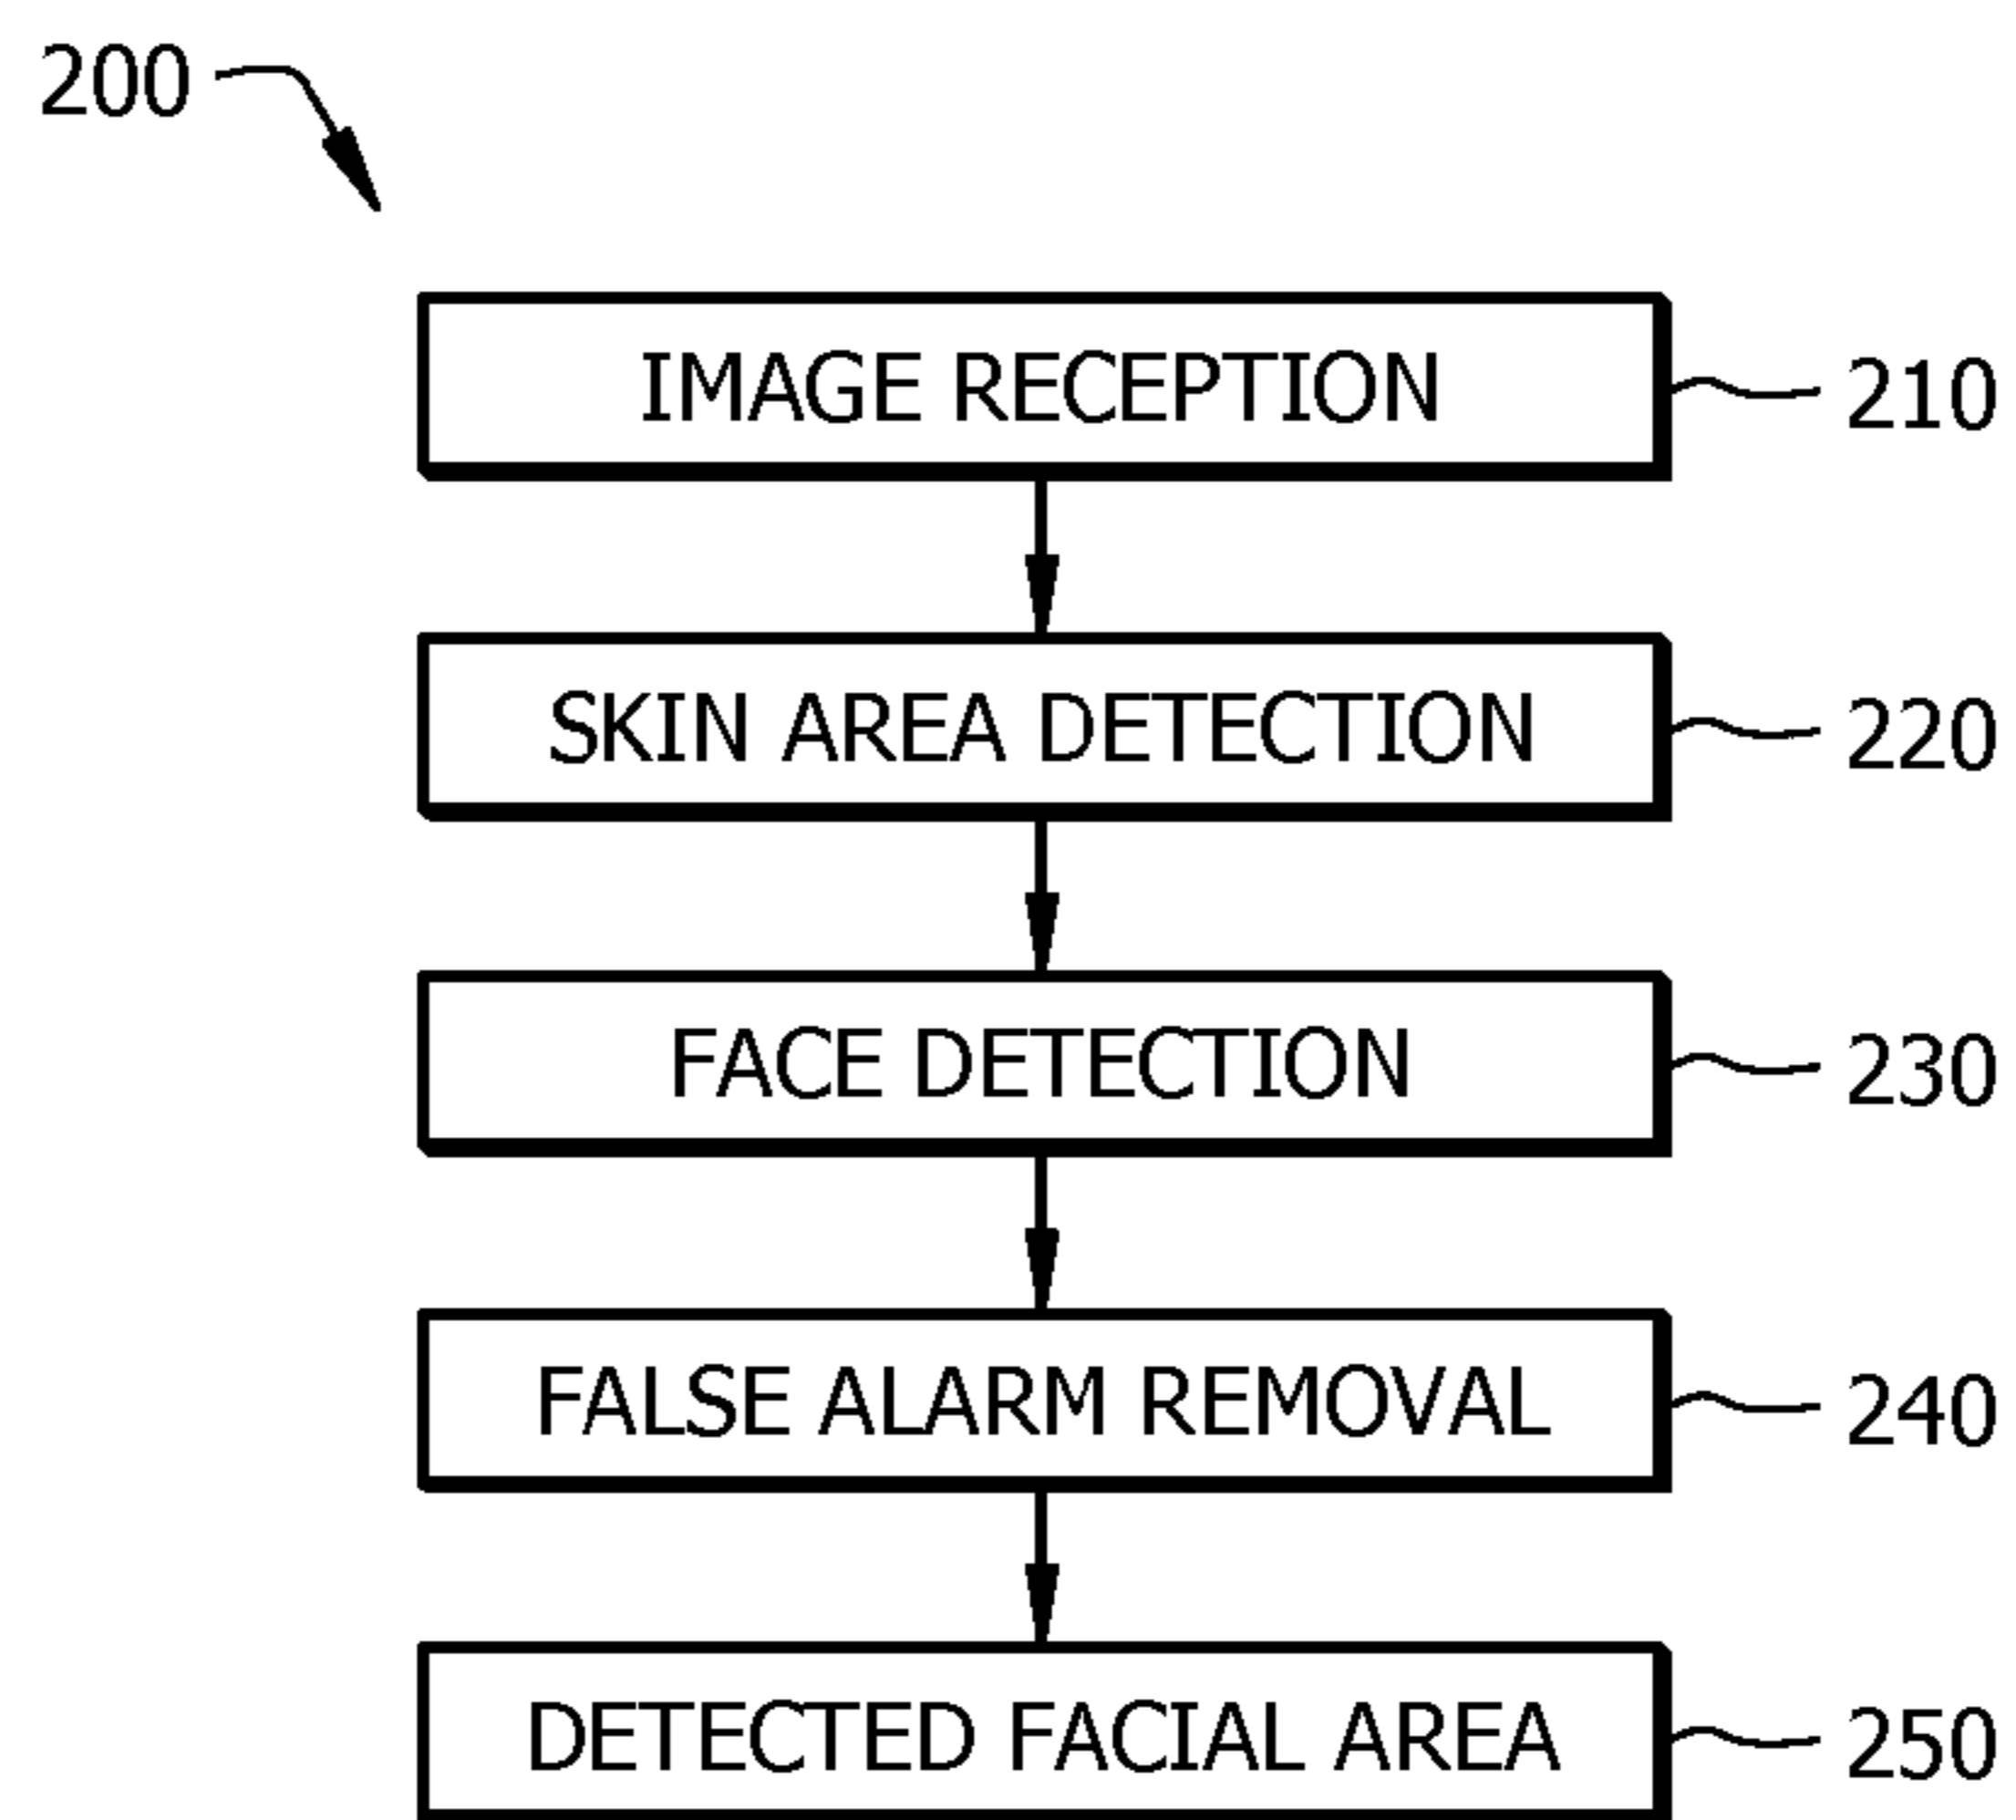 200
IMAGE RECEPTION 210
SKIN AREA DETECTION 220
FACE DETECTION 230
FALSE ALARM REMOVAL 240
DETECTED FACIAL AREA 250